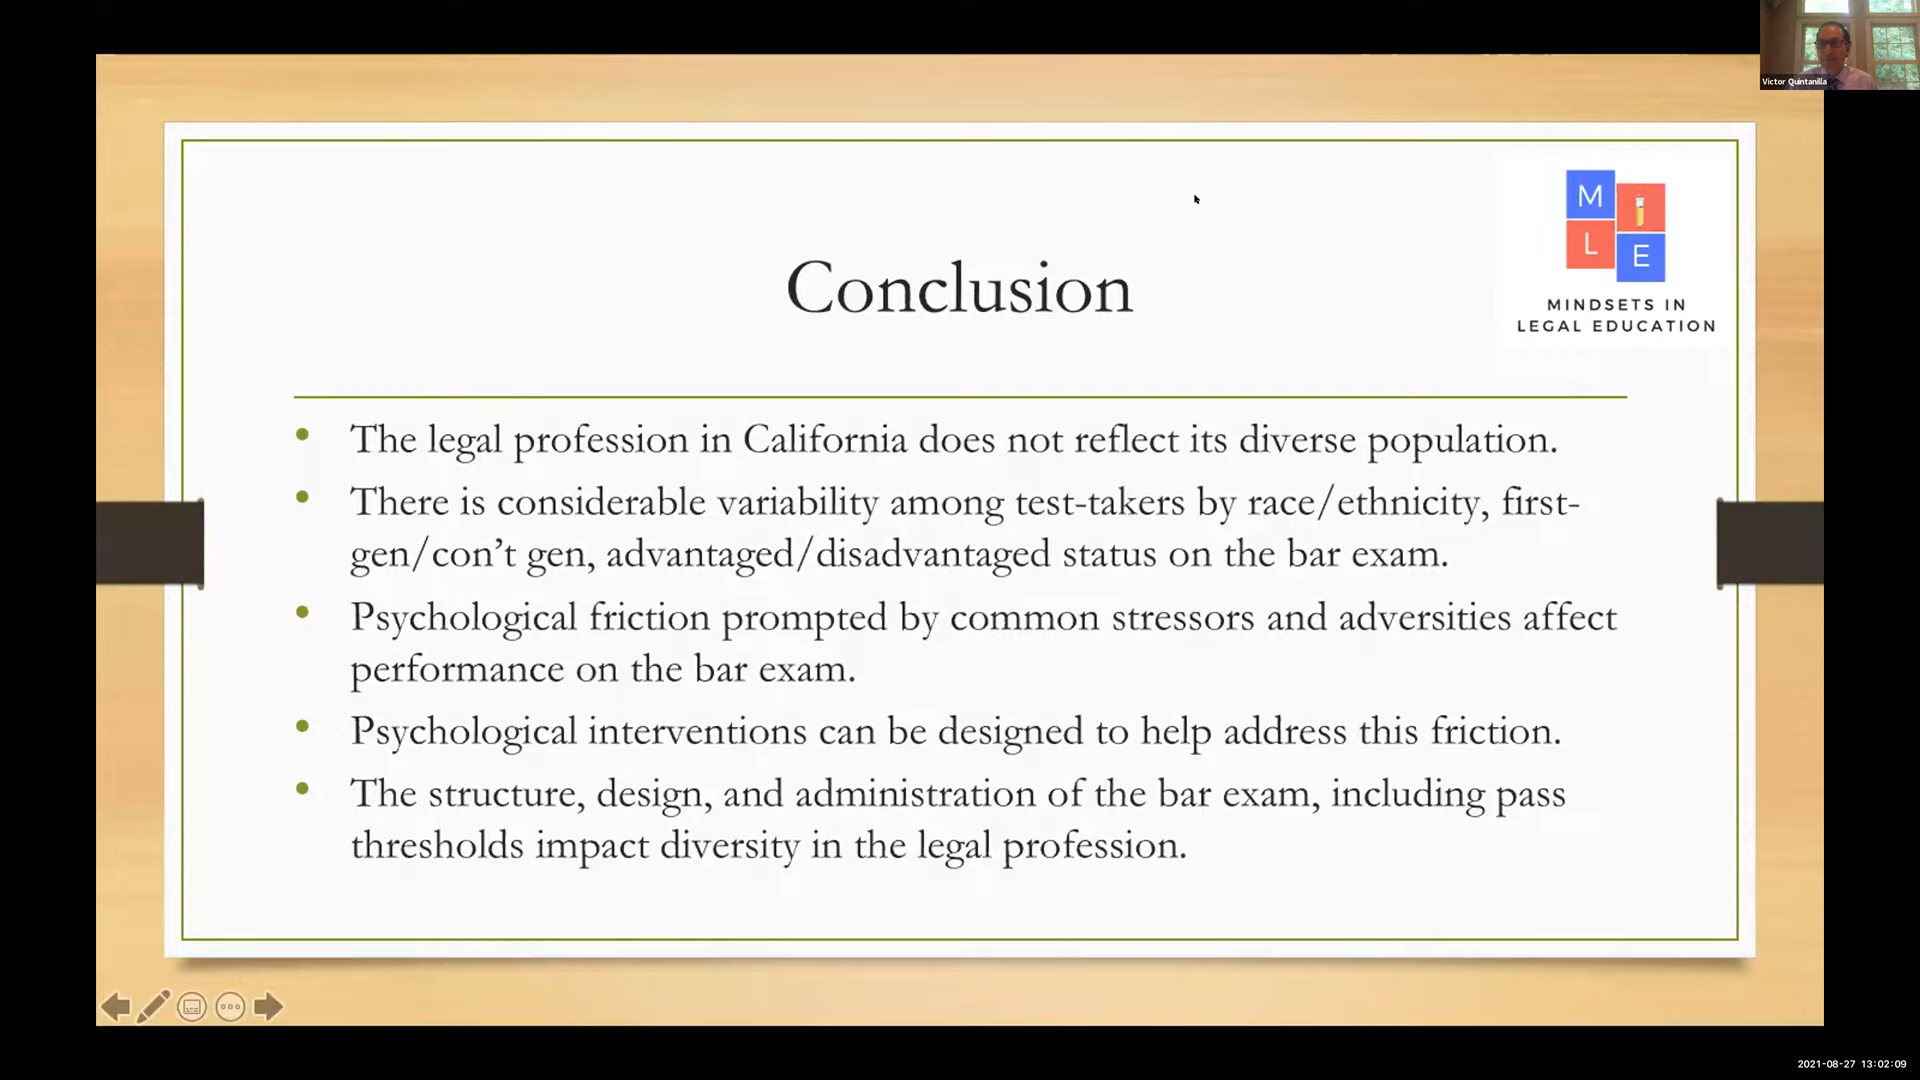 Victor Quintanilla
M
L
E
MINDSETS IN
LEGAL EDUCATION
Conclusion
• The legal profession in California does not reflect its diverse population.
• There is considerable variability among test-takers by race/ethnicity, first-
gen/con’t gen, advantaged/disadvantaged status on the bar exam.
• Psychological friction prompted by common stressors and adversities affect
performance on the bar exam.
• Psychological interventions can be designed to help address this friction.
• The structure, design, and administration of the bar exam, including pass
thresholds impact diversity in the legal profession.
2021-08-27 13:02:09